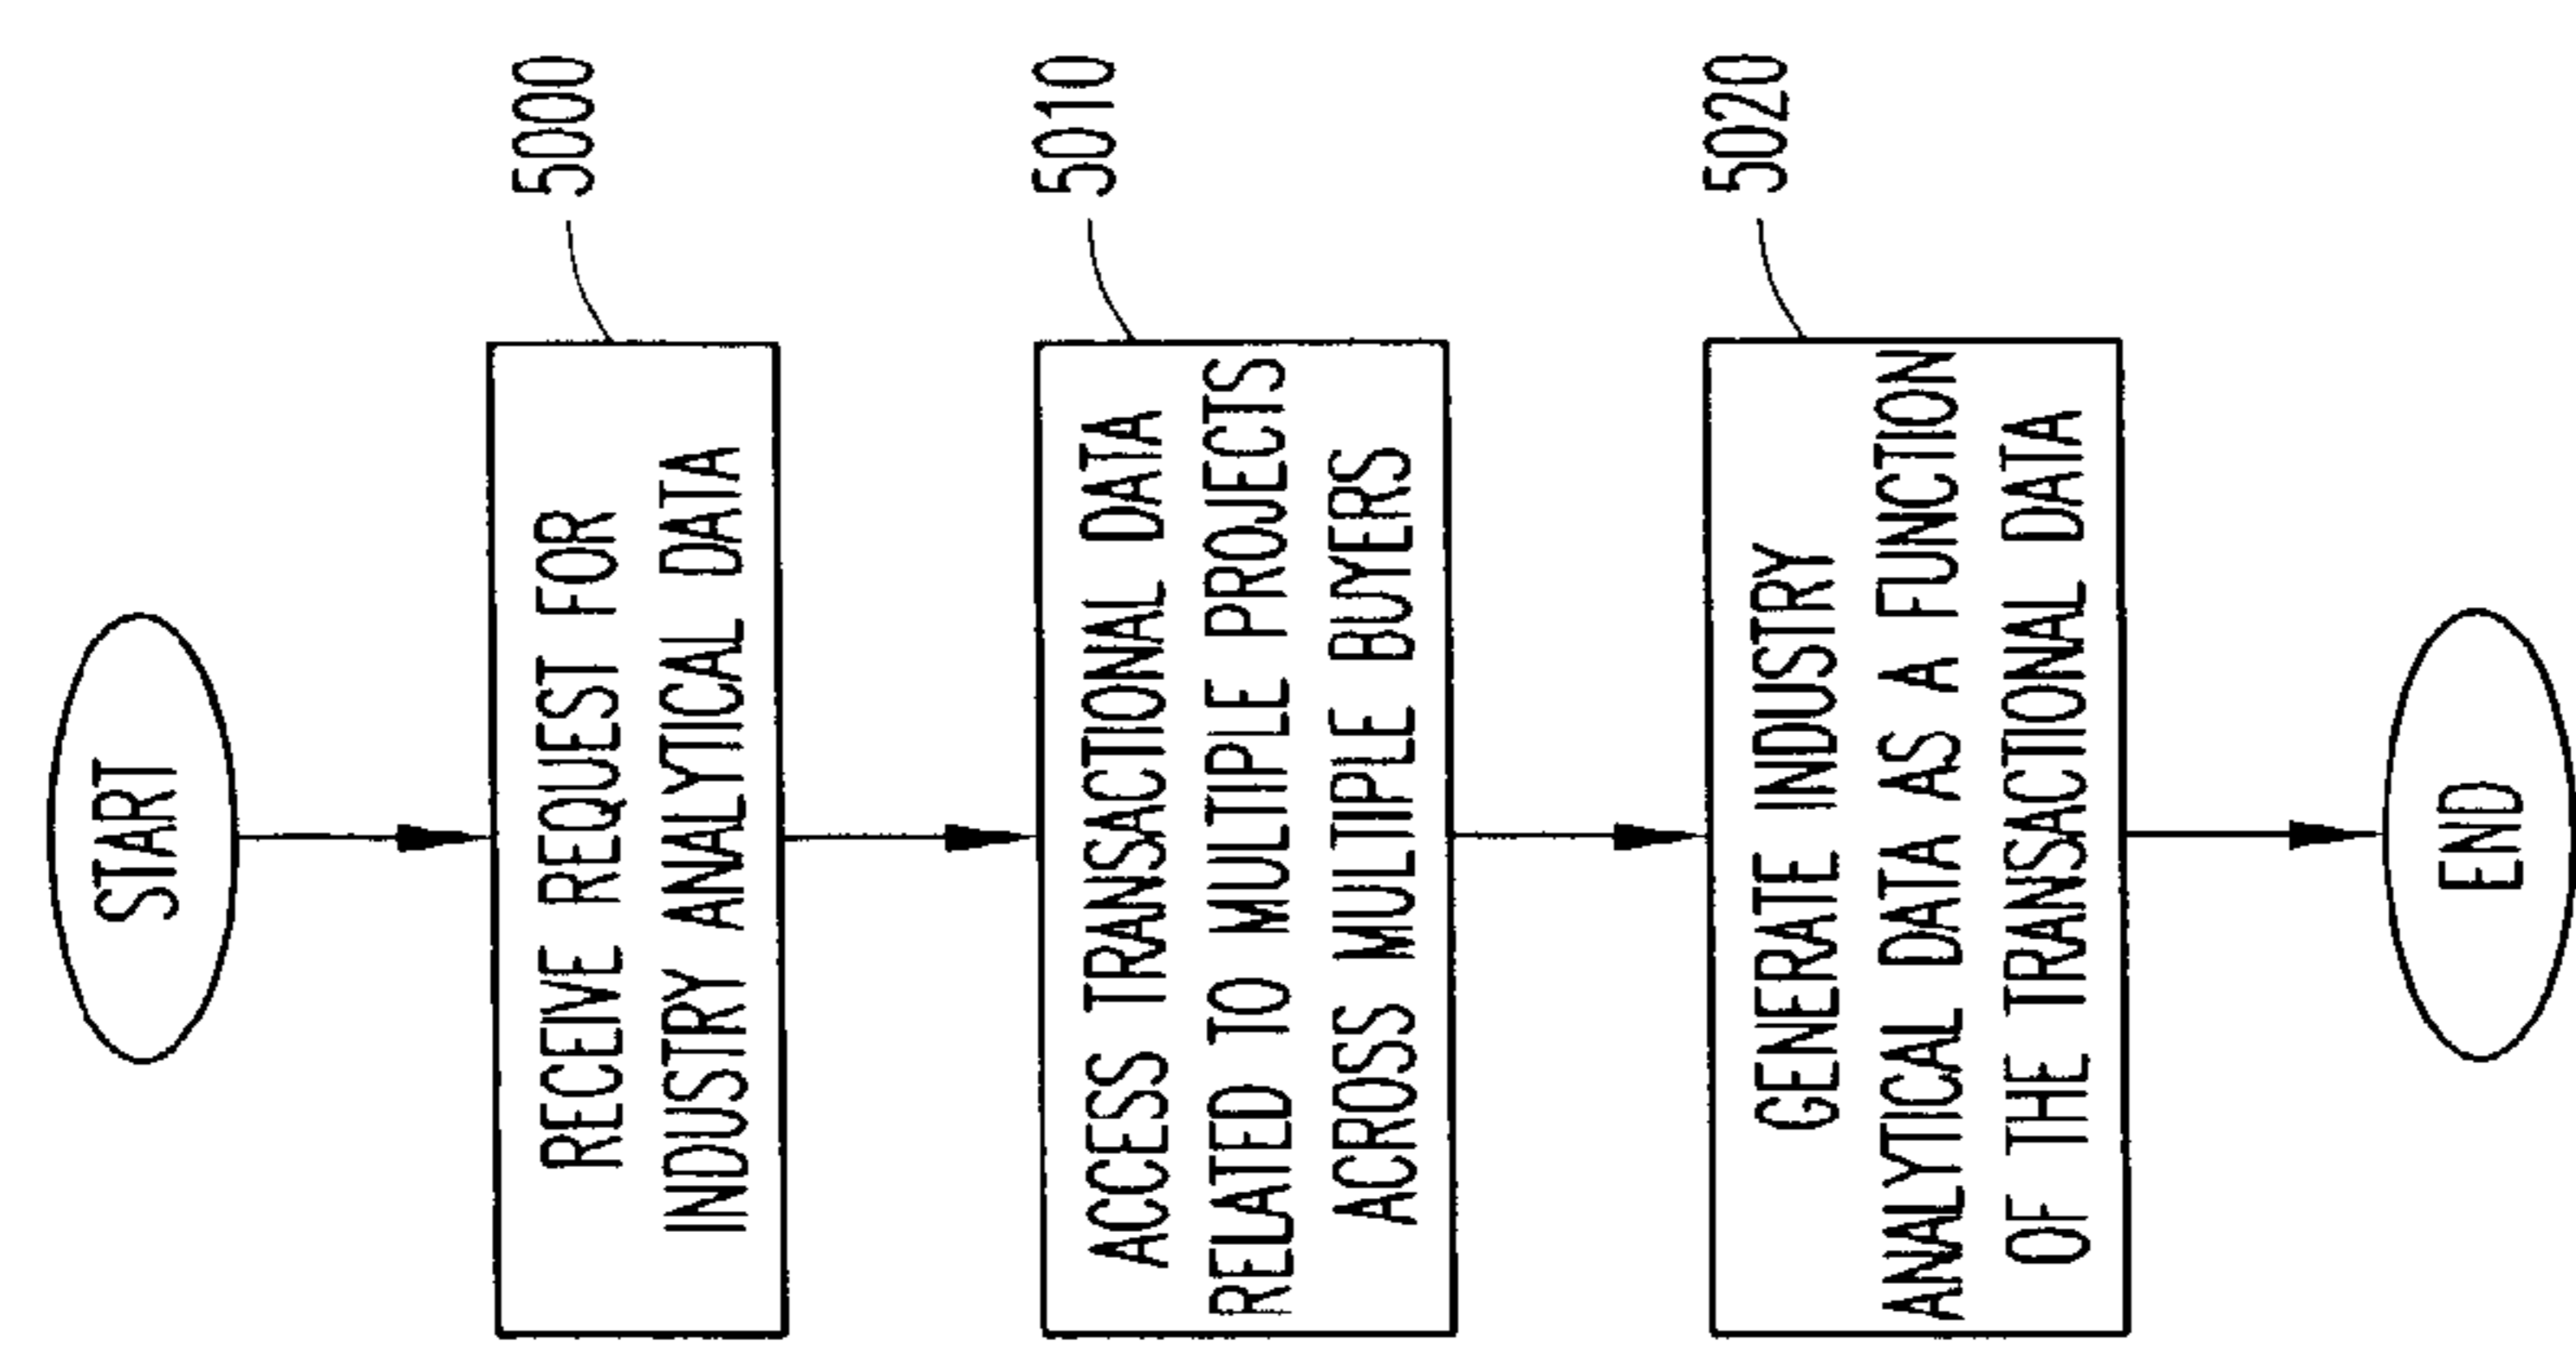 START
5000
RECEIVE REQUEST FOR
INDUSTRY ANALYTICAL DATA
5010
ACCESS TRANSACTIONAL DATA
RELATED TO MULTIPLE PROJECTS
ACROSS MULTIPLE BUYERS
5020
GENERATE INDUSTRY
ANALYTICAL DATA AS A FUNCTION
OF THE TRANSACTIONAL DATA
END